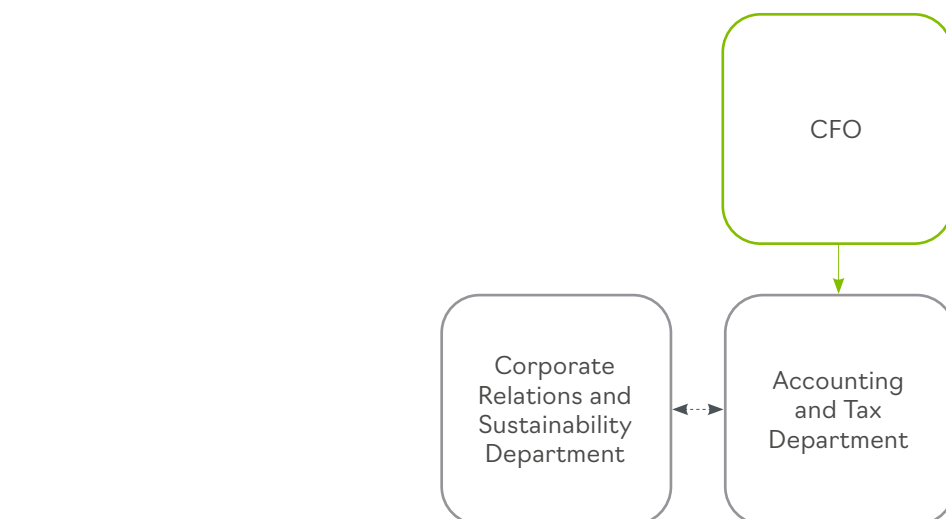 CFO
Corporate
Relations and
Sustainability
Department
Accounting
and Tax
Department